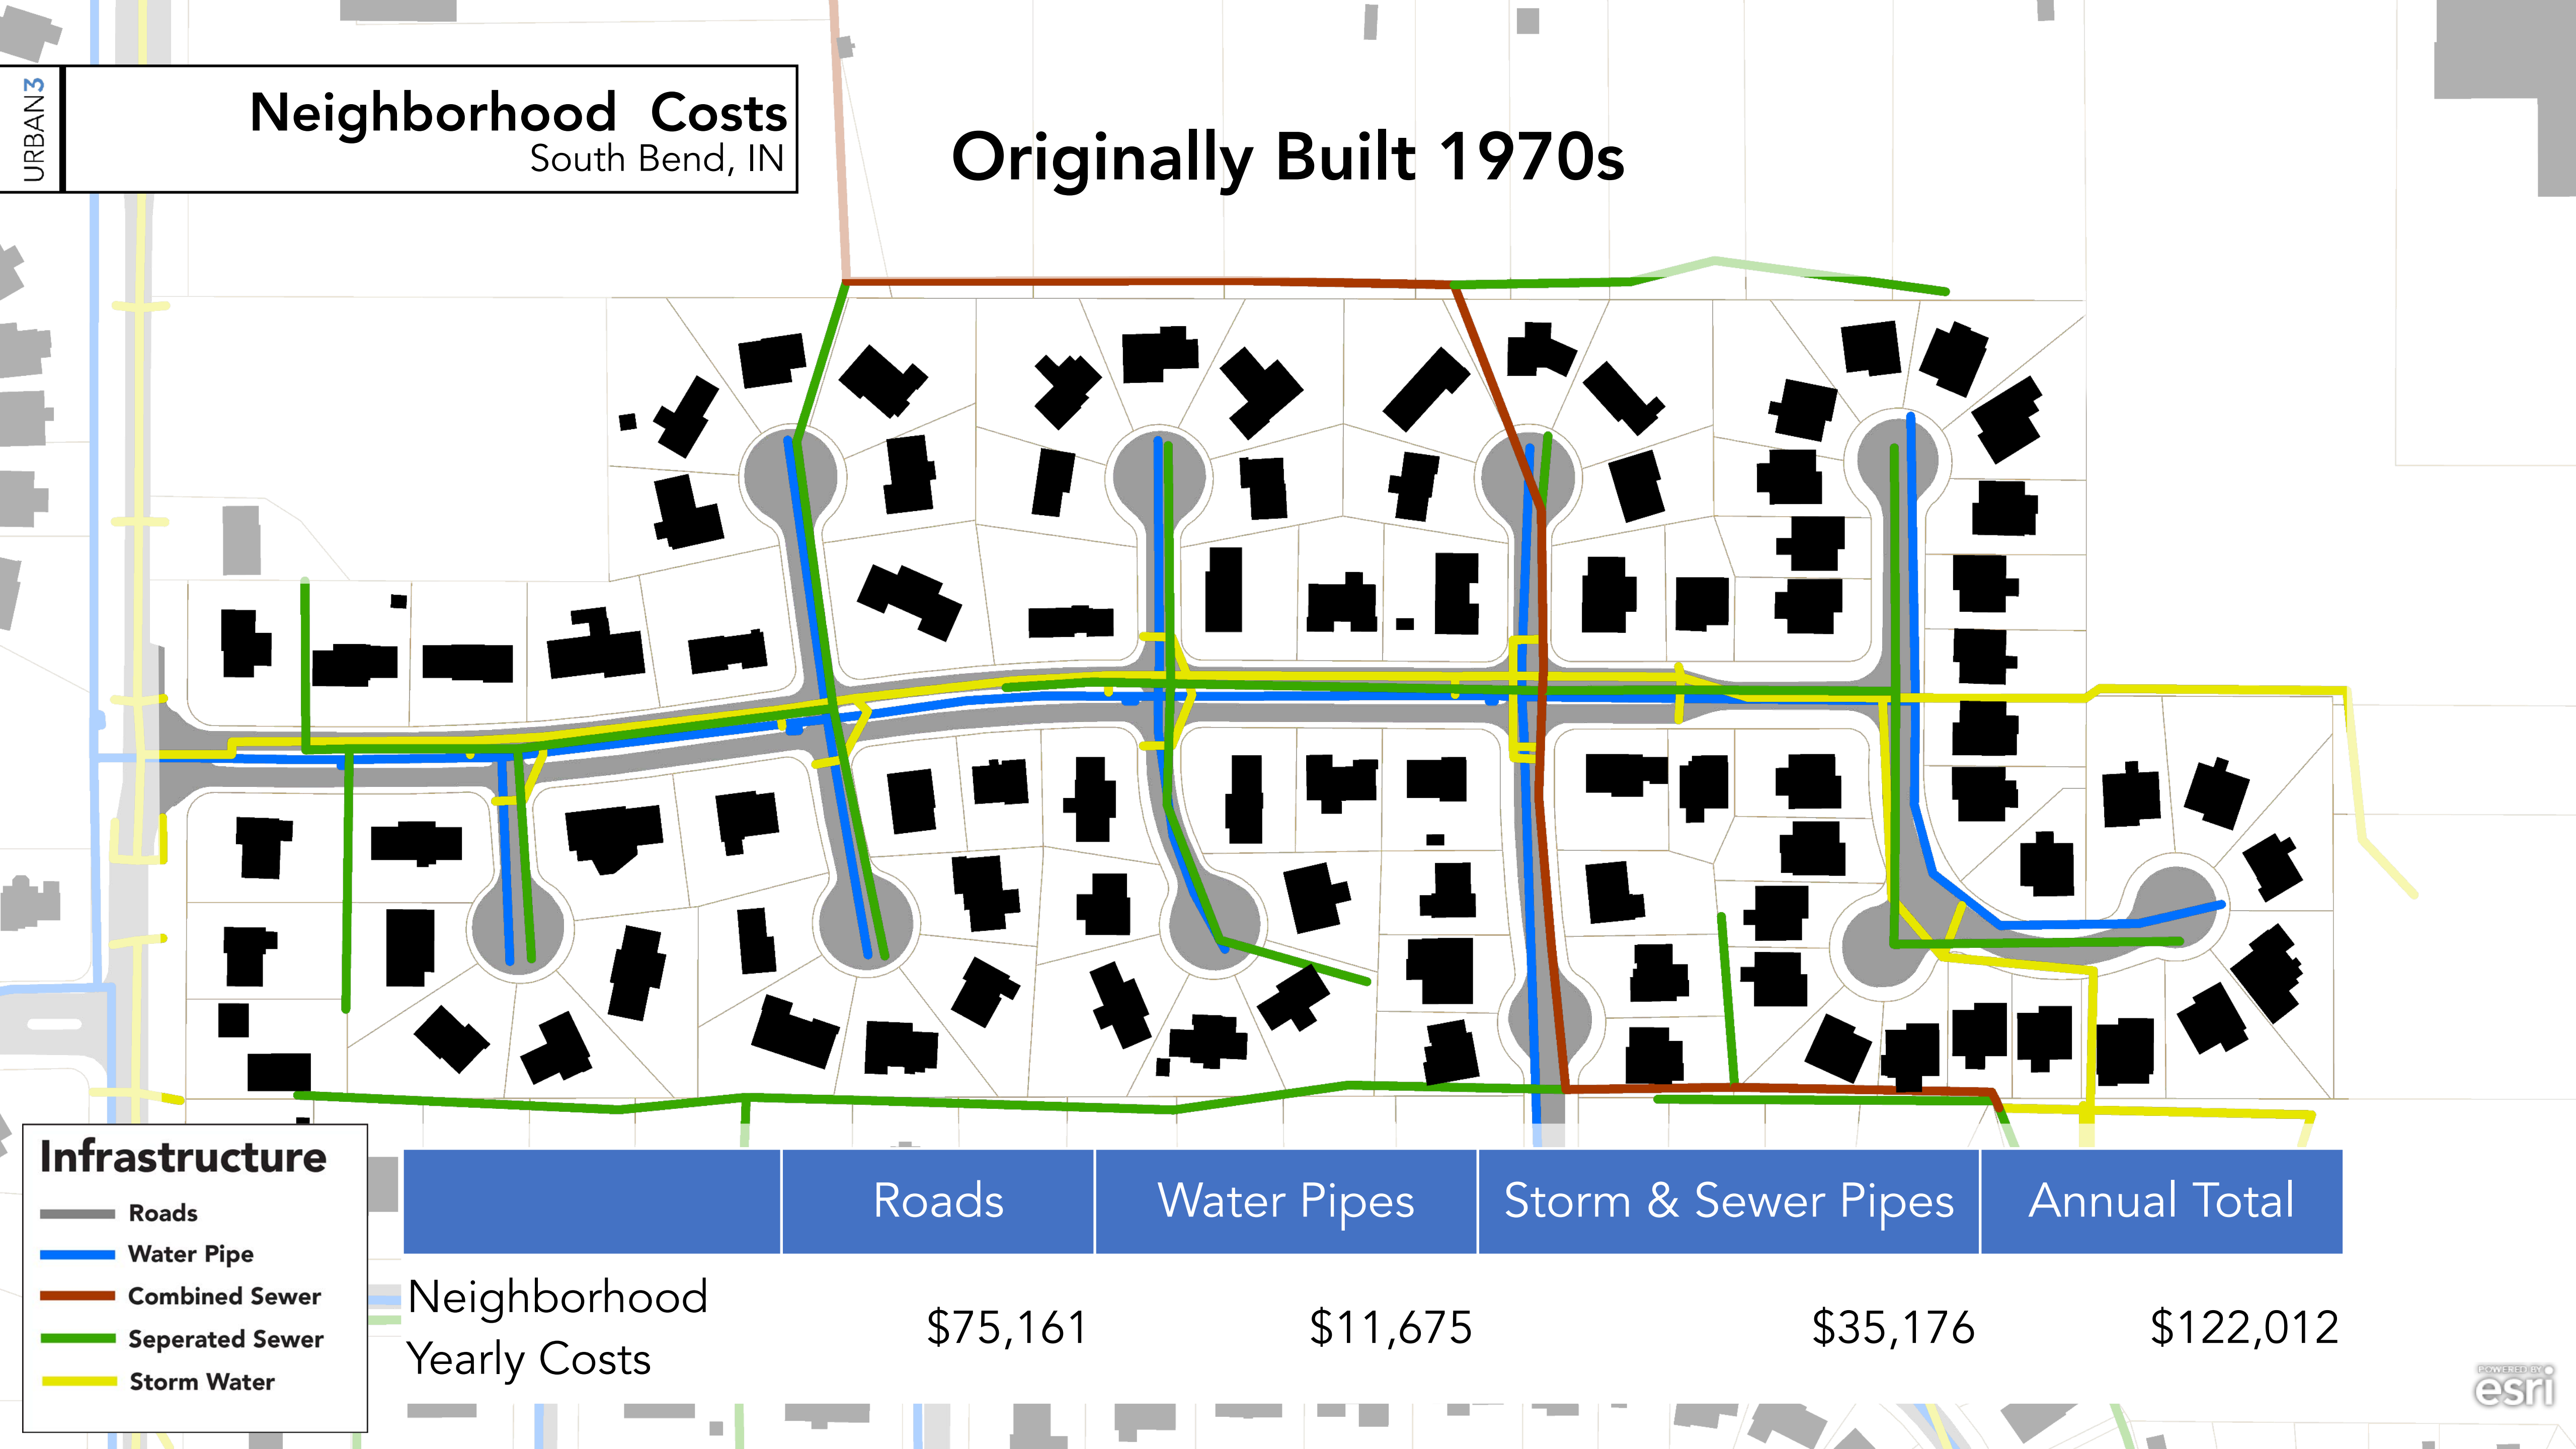 URBAN3
Neighborhood Costs
South Bend, IN
Originally Built 1970s
Infrastructure
Roads
Water Pipe
Combined Sewer
Seperated Sewer
Storm Water
Roads Water Pipes Storm & Sewer Pipes Annual Total
Neighborhood
Yearly Costs
$75,161 $11,675 $35,176 $122,012
POWERED BY
esri